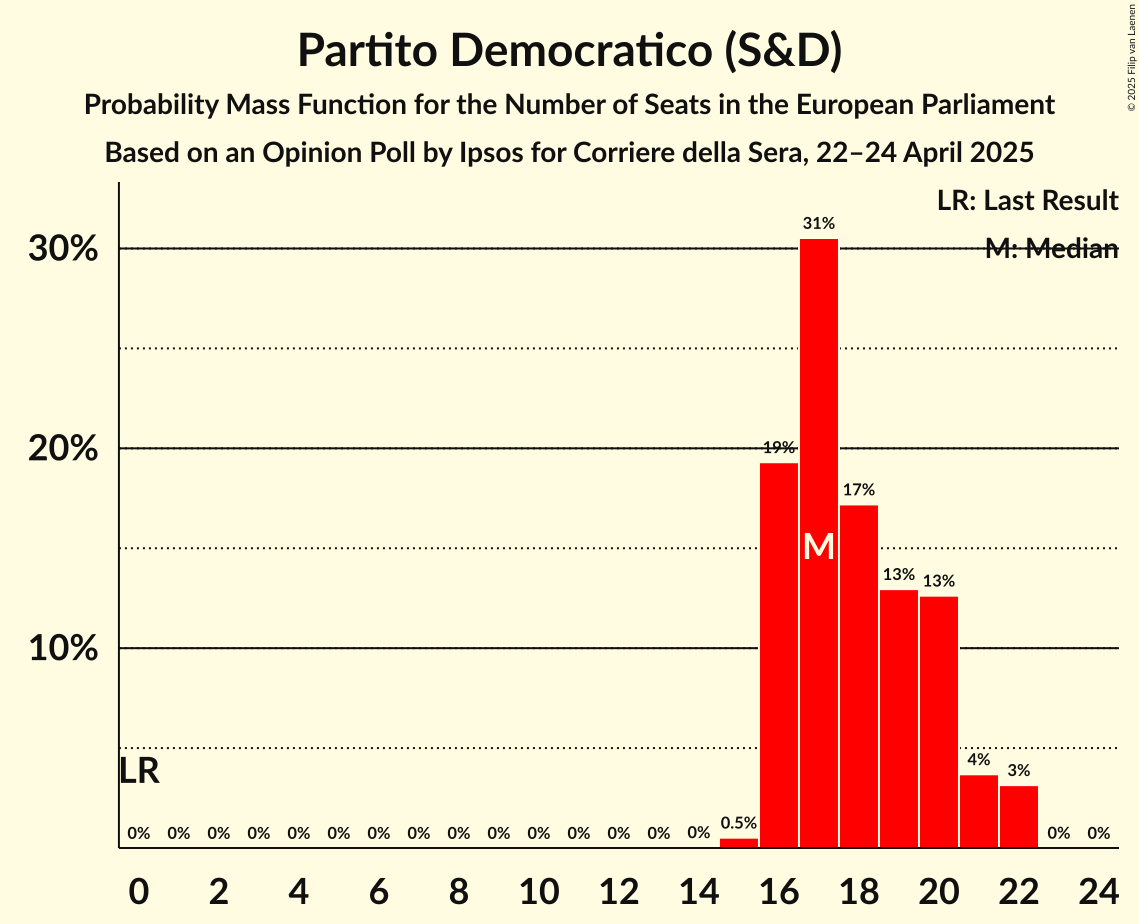 Partito Democratico (S&D)
Probability Mass Function for the Number of Seats in the European Parliament
Based on an Opinion Poll by Ipsos for Corriere della Sera, 22–24 April 2025
© 2025 Filip van Laenen
LR: Last Result
M: Median
30%
20%
10%
31%
19%
17%
13%
13%
4%
3%
M
LR
0% 0% 0% 0% 0% 0% 0% 0% 0% 0% 0% 0% 0% 0% 0% 0.5% 0% 0%
0 2 4 6 8 10 12 14 16 18 20 22 24